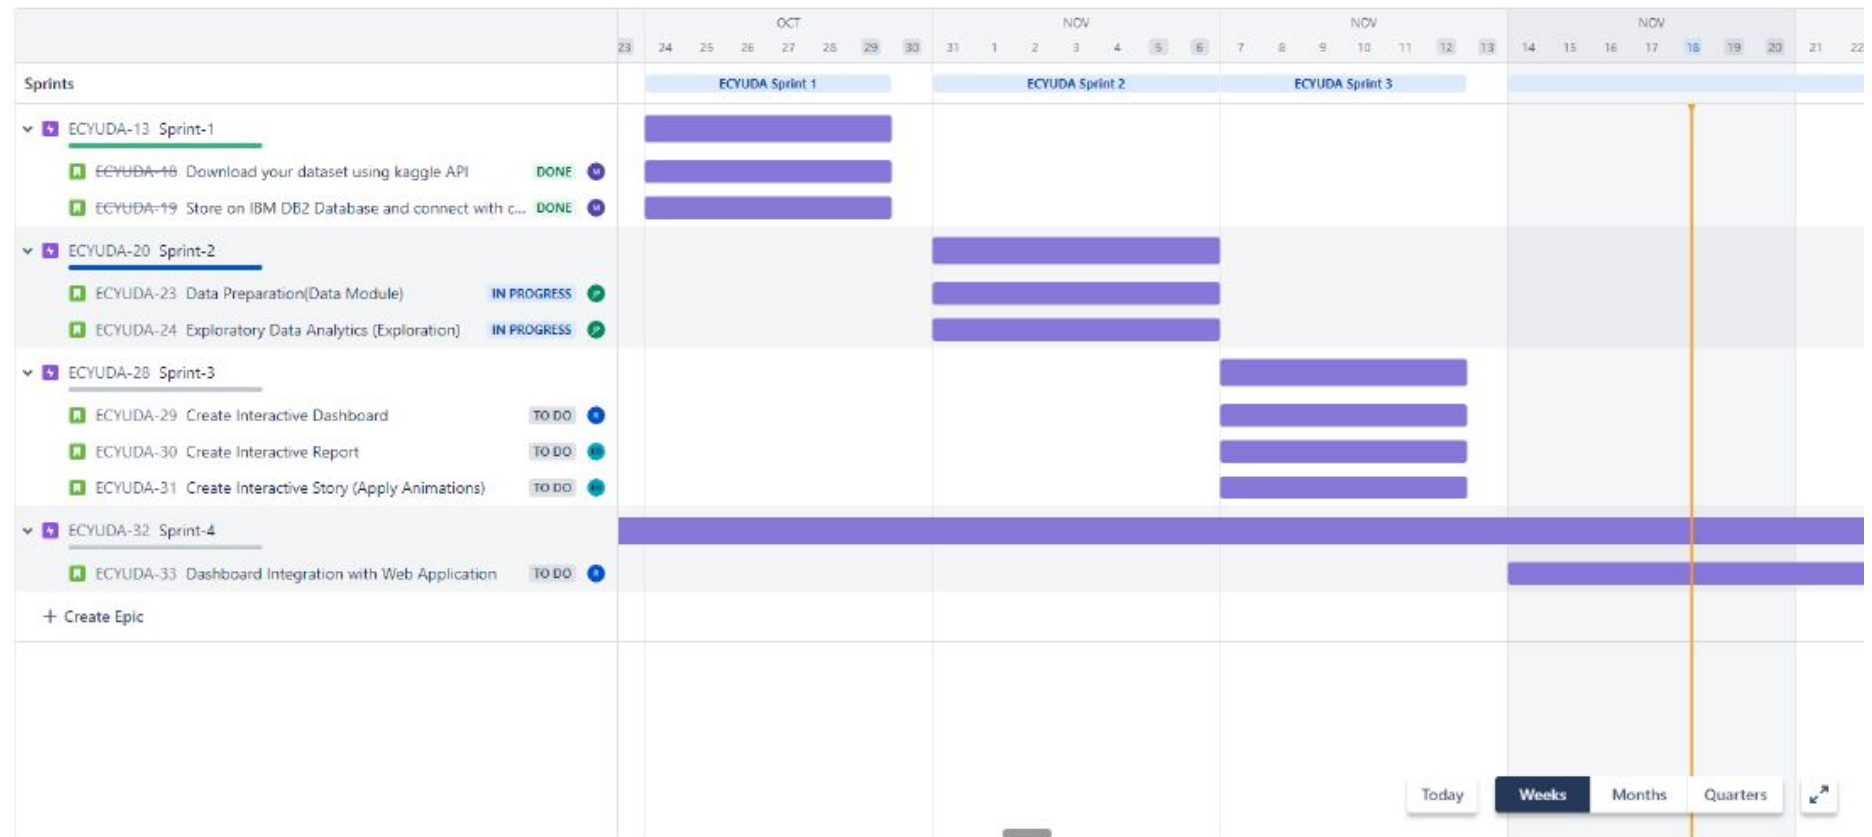 OCT NOV NOV NOV
23 24 25 26 27 28 29 30 31 1 2 3 4 5 6 7 8 9 10 11 12 13 14 15 16 17 18 19 20 21 22
Sprints ECYUDA Sprint 1 ECYUDA Sprint 2 ECYUDA Sprint 3
ECYUDA-13 Sprint-1
ECYUDA-18 Download your dataset using kaggle API DONE M
ECYUDA-19 Store on IBM DB2 Database and connect with c... DONE M
ECYUDA-20 Sprint-2
ECYUDA-23 Data Preparation(Data Module) IN PROGRESS
ECYUDA-24 Exploratory Data Analytics (Exploration) IN PROGRESS
ECYUDA-28 Sprint-3
ECYUDA-29 Create Interactive Dashboard TO DO
ECYUDA-30 Create Interactive Report TO DO
ECYUDA-31 Create Interactive Story (Apply Animations) TO DO
ECYUDA-32 Sprint-4
ECYUDA-33 Dashboard Integration with Web Application TO DO
+ Create Epic
Today Weeks Months Quarters